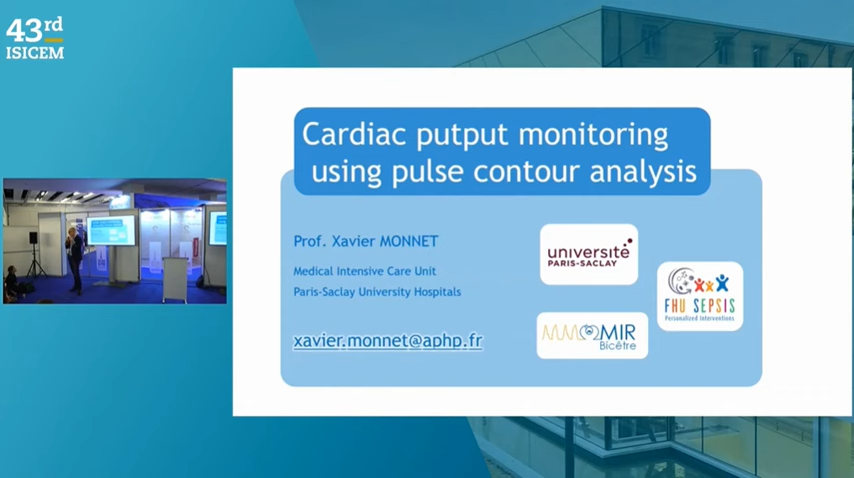 43rd
ISICEM
Cardiac putput monitoring
using pulse contour analysis
Prof. Xavier MONNET
Medical Intensive Care Unit
Paris-Saclay University Hospitals
xavier.monnet@aphp.fr
université
PARIS-SACLAY
FHU SEPSIS
Personalized Interventions
MIR
Bicêtre